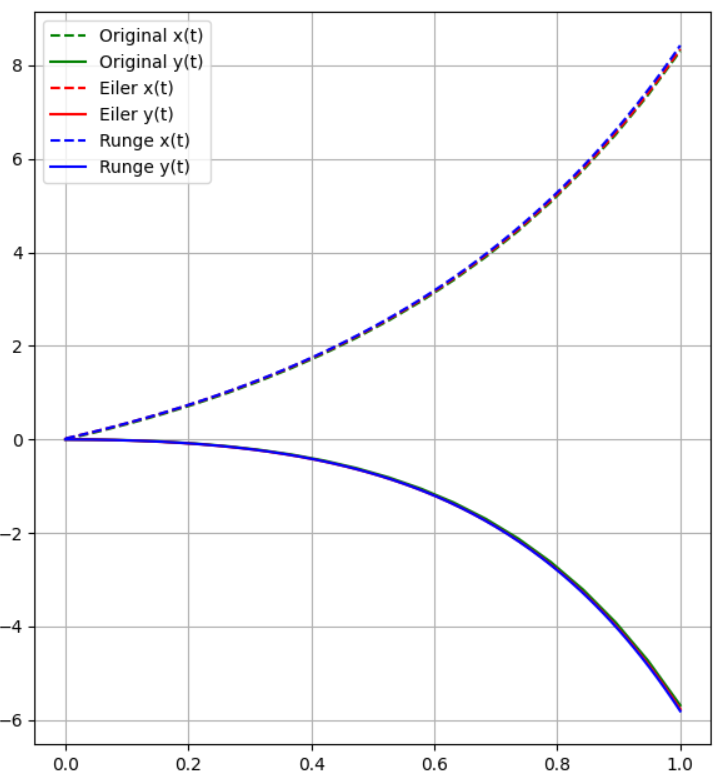 Original x(t)
Original y(t)
Eiler x(t)
Eiler y(t)
Runge x(t)
Runge y(t)
8
6
4
2
0
−2
−4
−6
0.0 0.2 0.4 0.6 0.8 1.0